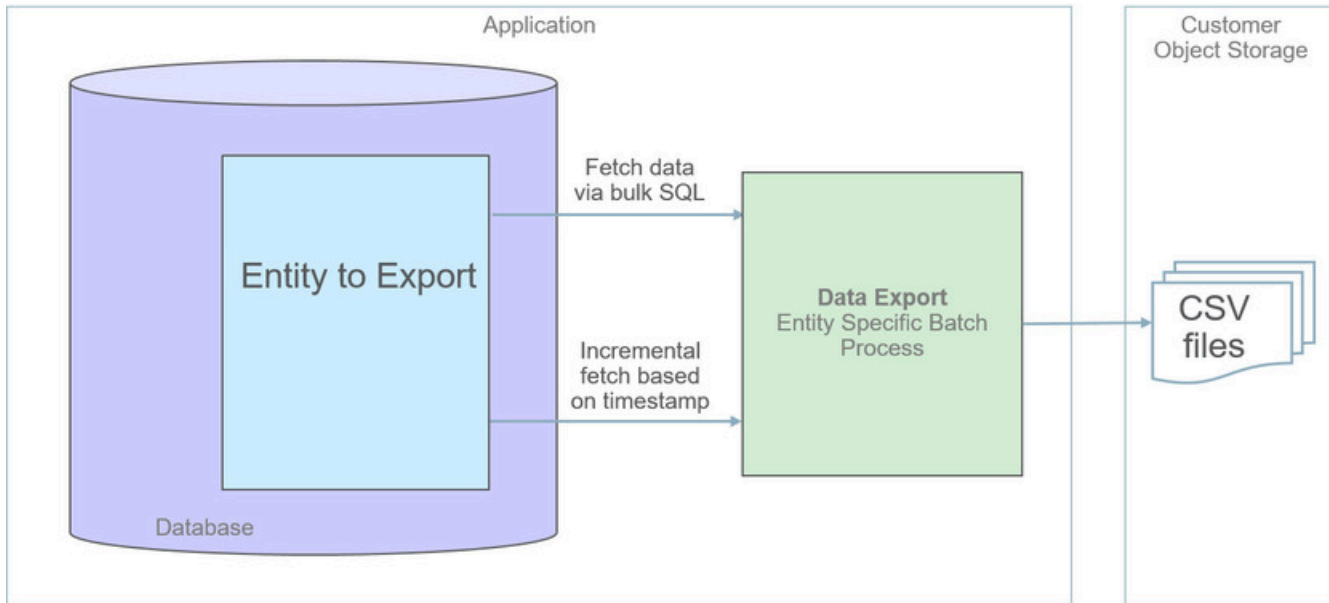 Application
Customer
Object Storage
Fetch data
via bulk SQL
Entity to Export
Data Export
Entity Specific Batch
Process
CSV
files
Incremental
fetch based
on timestamp
Database